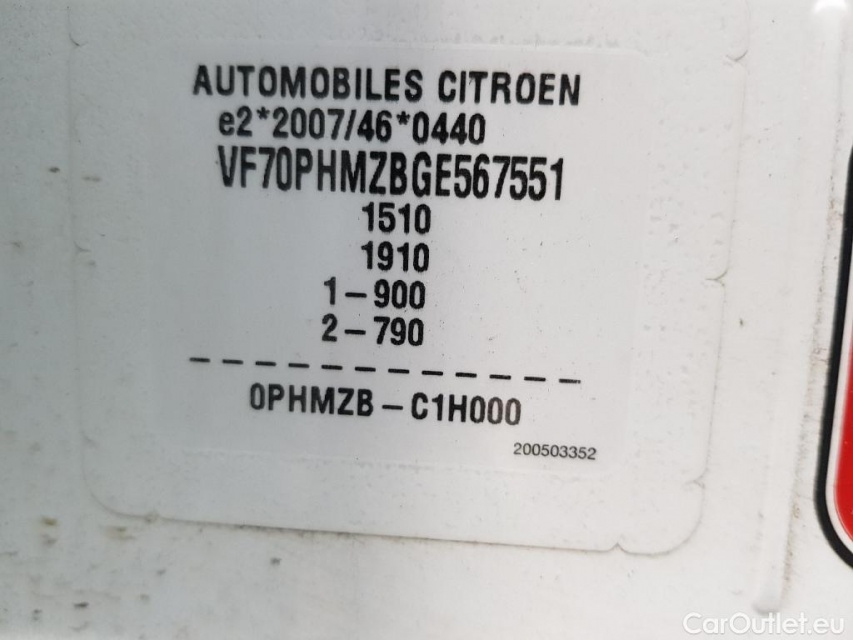 AUTOMOBILES CITROEN
e2*2007/46*0440
VF70PHMZBGE567551
1510
1910
1-900
2-790
0PHMZB-C1H000
200503352
CarOutlet.eu